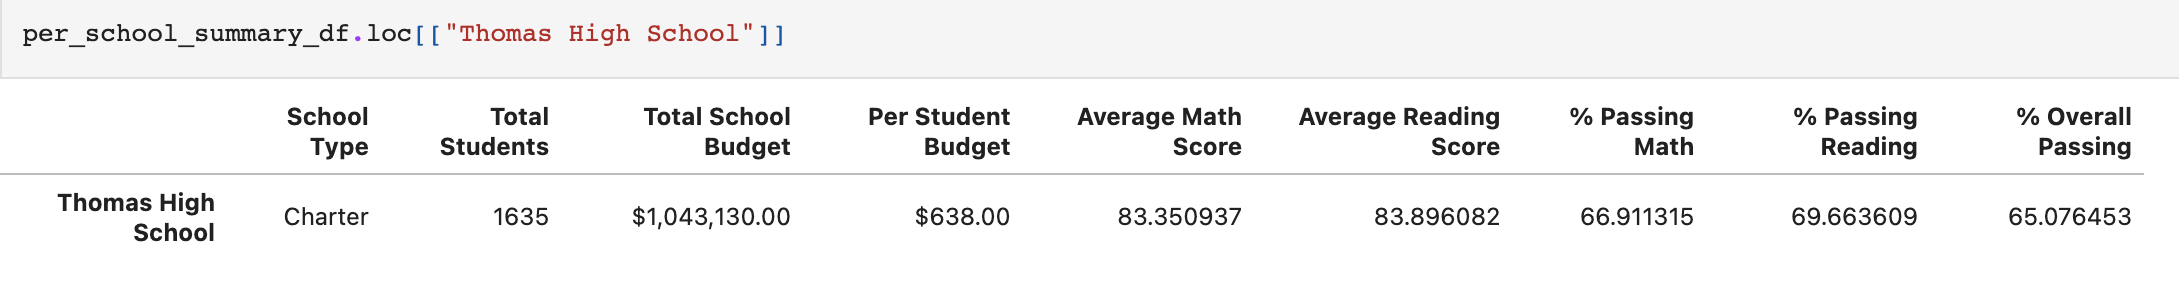 per_school_summary_df.loc[["Thomas High School"]]
School Total Total School Per Student Average Math Average Reading % Passing % Passing % Overall
Type Students Budget Budget Score Score Math Reading Passing
Thomas High
School Charter 1635 $1,043,130.00 $638.00 83.350937 83.896082 66.911315 69.663609 65.076453